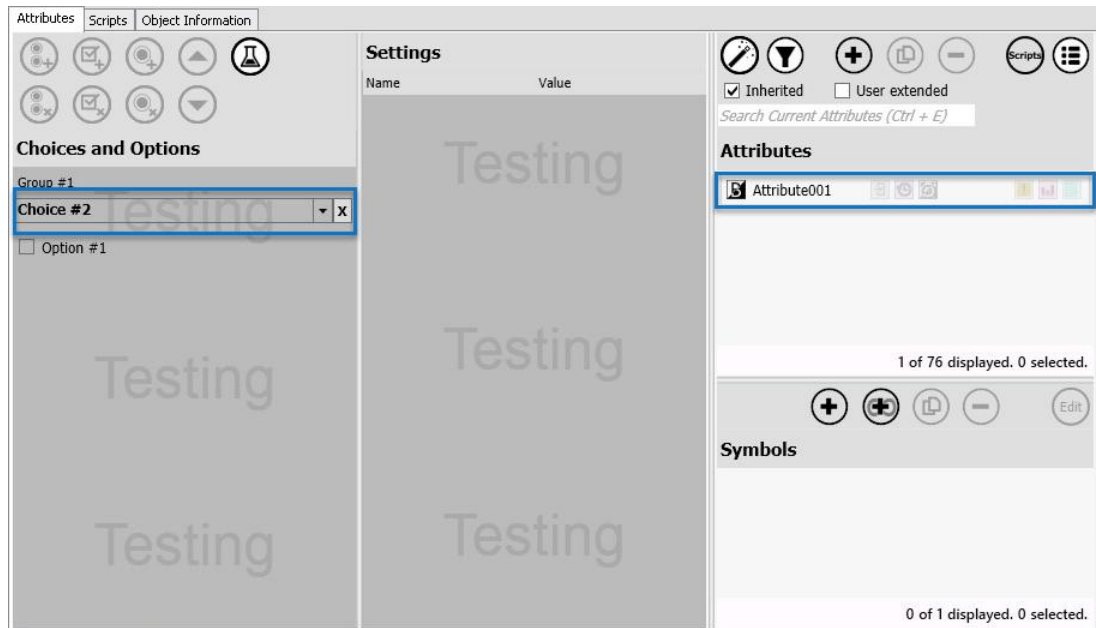 Attributes Scripts Object Information
Choices and Options
Group #1
Choice #2 x
Option #1
Testing
Testing
Testing
Settings
Name Value
Testing
Testing
Testing
Scripts
Inherited User extended
Search Current Attributes (Ctrl + E)
Attributes
Attribute001
1 of 76 displayed. 0 selected.
Edit
Symbols
0 of 1 displayed. 0 selected.